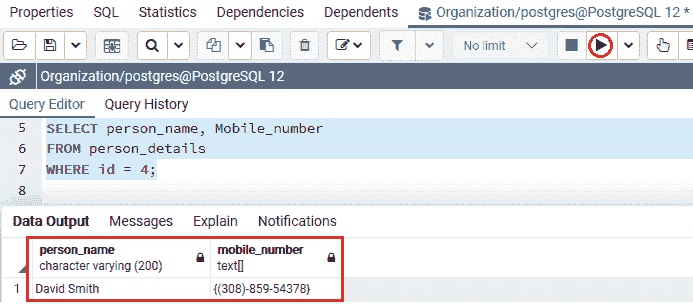 Properties SQL Statistics Dependencies Dependents Organization/postgres@PostgreSQL 12 *
No limit
Organization/postgres@PostgreSQL 12
Query Editor Query History
5 SELECT person_name, Mobile_number
6 FROM person_details
7 WHERE id = 4;
8
Data Output Messages Explain Notifications
person_name mobile_number
character varying (200) text[]
1 David Smith {(308)-859-54378}